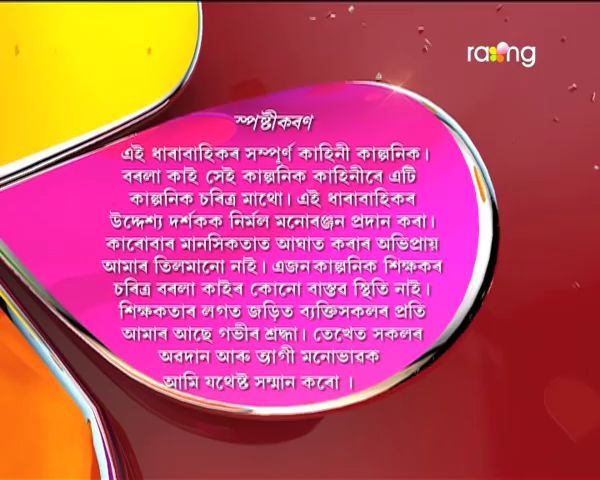 rang
স্পষ্টীকৰণ
এই ধাৰাবাহিকৰ সম্পূৰ্ণ কাহিনী কাল্পনিক।
বৰলা কাই সেই কাল্পনিক কাহিনীৰে এটি
কাল্পনিক চৰিত্ৰ মাথো। এই ধাৰাবাহিকৰ
উদ্দেশ্য দৰ্শকক নিৰ্মল মনোৰঞ্জন প্ৰদান কৰা।
কাৰোবাৰ মানসিকতাত আঘাত কৰাৰ অভিপ্ৰায়
আমাৰ তিলমানো নাই। এজন কাল্পনিক শিক্ষকৰ
চৰিত্ৰ বৰলা কাইৰ কোনো বাস্তৱ স্থিতি নাই।
শিক্ষকতাৰ লগত জড়িত ব্যক্তিসকলৰ প্ৰতি
আমাৰ আছে গভীৰ শ্ৰদ্ধা। তেখেত সকলৰ
অৱদান আৰু ত্যাগী মনোভাৱক
আমি যথেষ্ট সন্মান কৰো ।